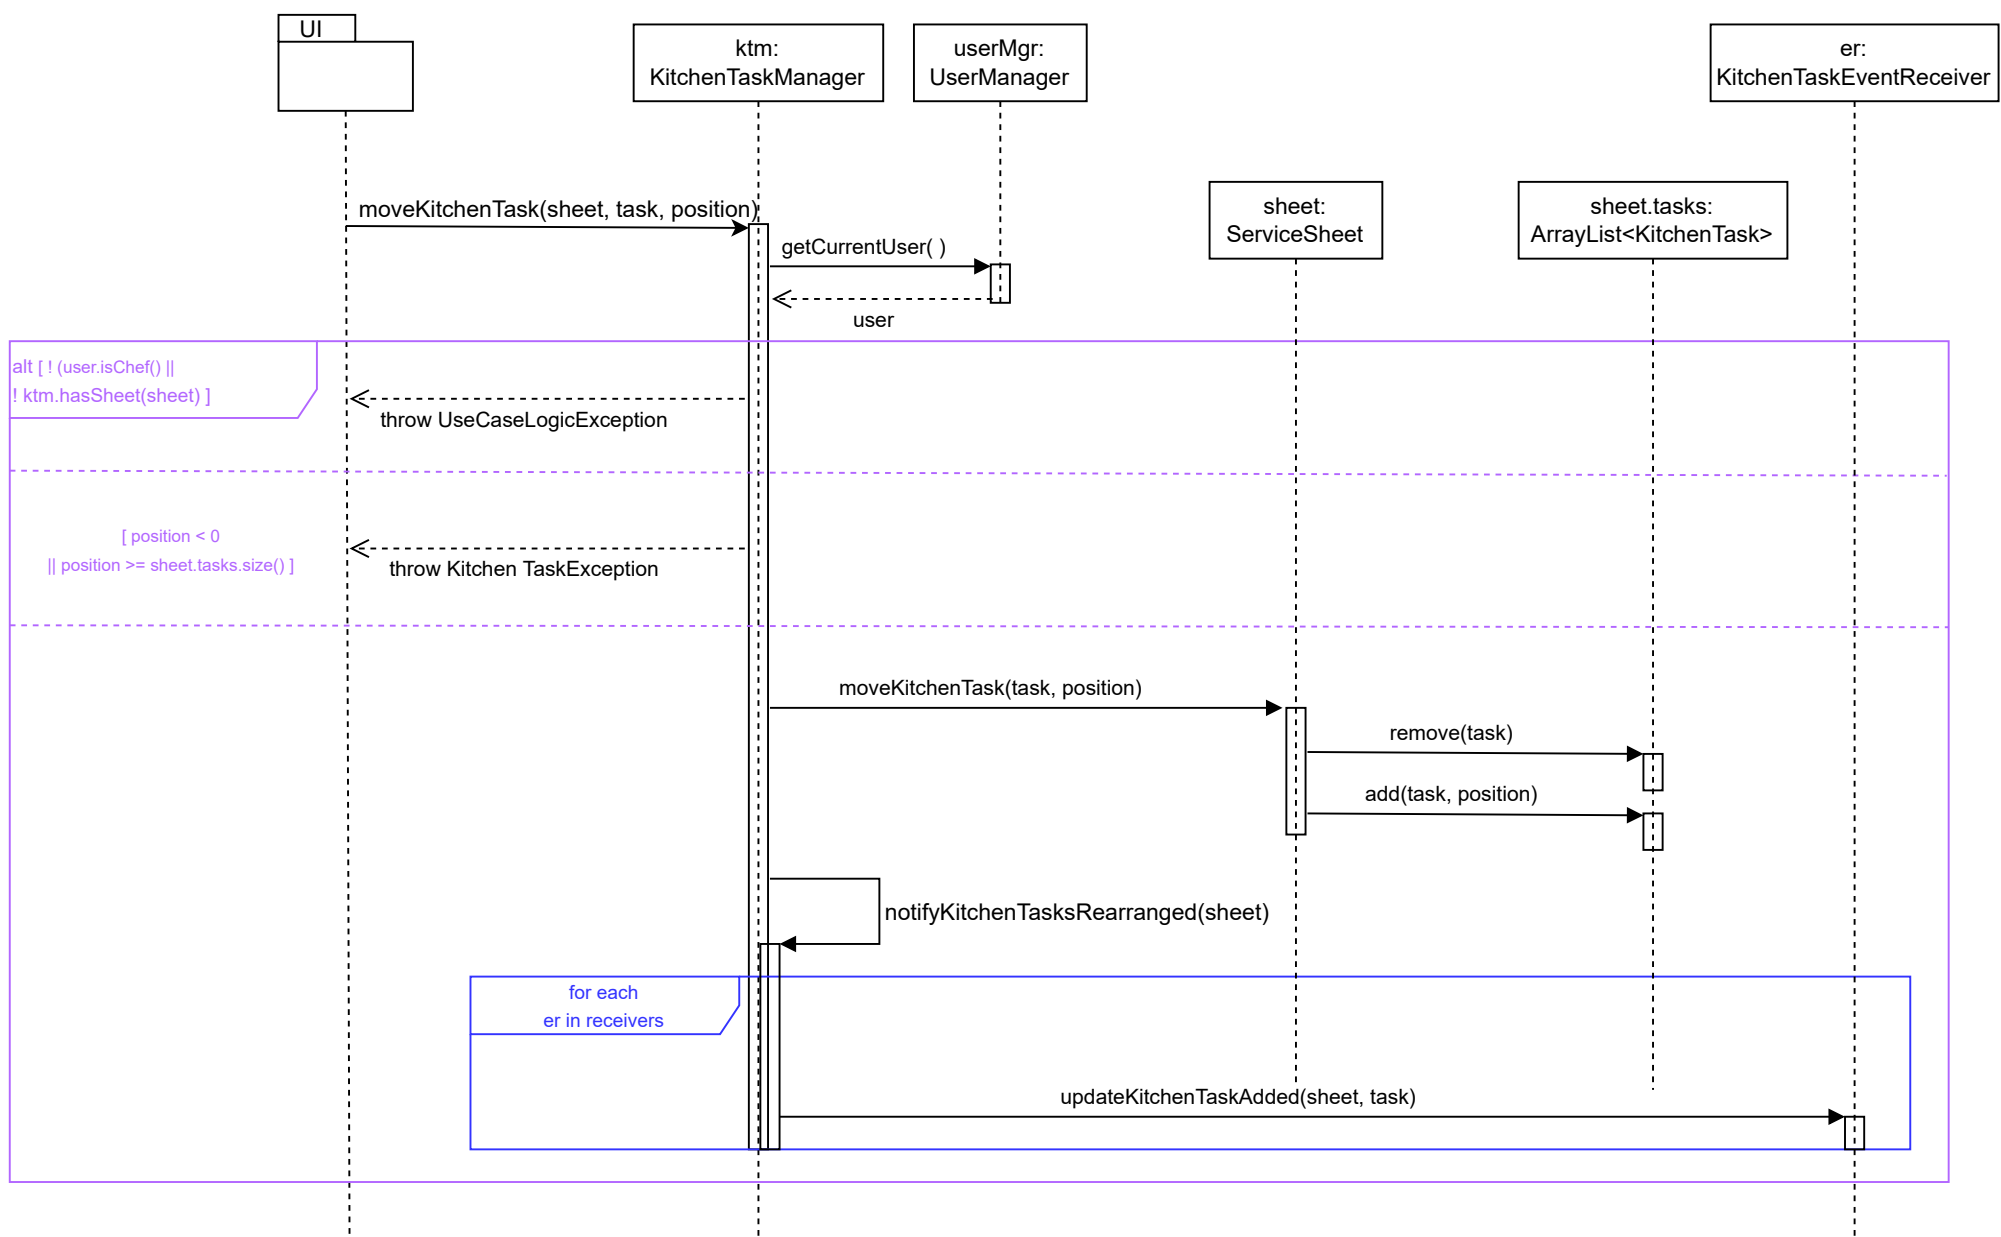 UI
ktm:
KitchenTaskManager
userMgr:
UserManager
er:
KitchenTaskEventReceiver
sheet:
ServiceSheet
sheet.tasks:
ArrayList<KitchenTask>
moveKitchenTask(sheet, task, position)
getCurrentUser( )
user
alt [ ! (user.isChef() ||
! ktm.hasSheet(sheet) ]
throw UseCaseLogicException
[ position < 0
|| position >= sheet.tasks.size() ]
throw Kitchen TaskException
moveKitchenTask(task, position)
remove(task)
add(task, position)
notifyKitchenTasksRearranged(sheet)
for each
er in receivers
updateKitchenTaskAdded(sheet, task)